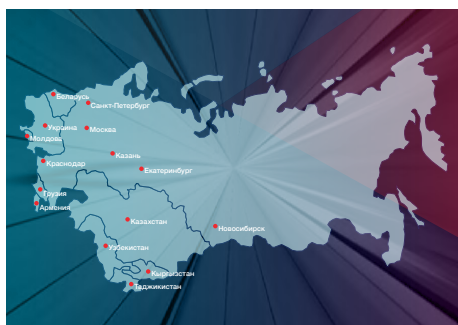 Беларусь
Санкт-Петербург
Украина
Москва
Молдова
Казань
Краснодар
Екатеринбург
Грузия
Армения
Казахстан
Новосибирск
Узбекистан
Кыргызстан
Таджикистан